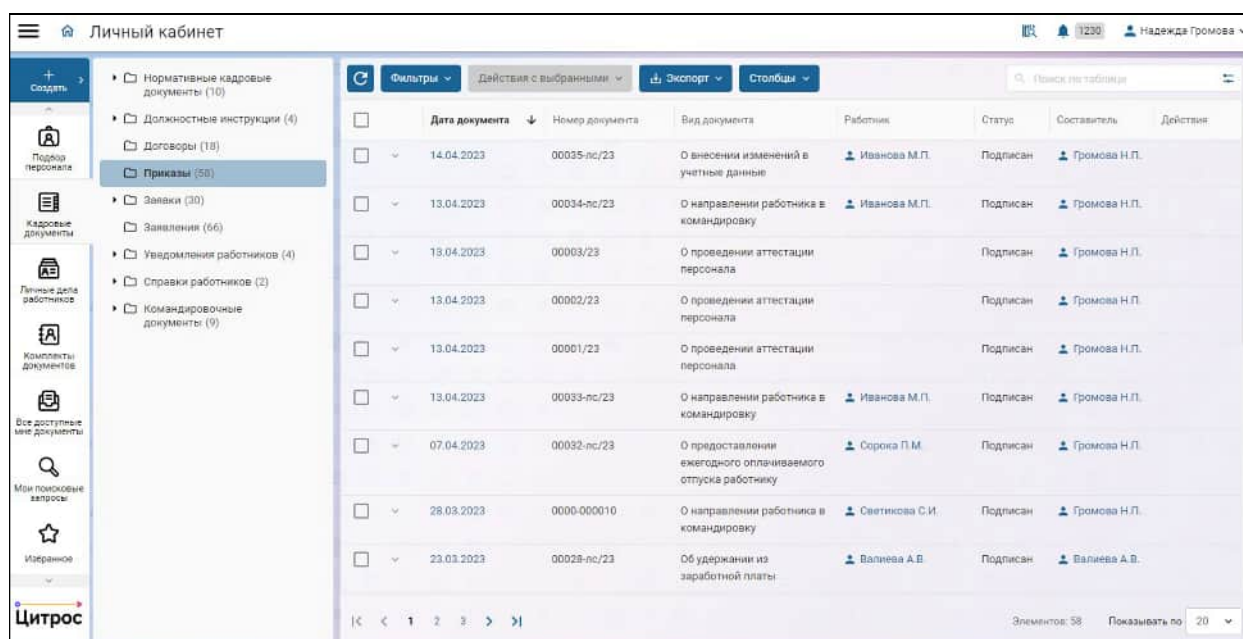 Личный кабинет
1230
Надежда Громова
+
Создать
Подбор
персонала
Кадровые
документы
Личные дела
работников
Комплекты
документов
Все доступные
мне документы
Мои поисковые
запросы
Избранное
Цитрос
Нормативные кадровые
документы (10)
Должностные инструкции (4)
Договоры (18)
Приказы (58)
Заявки (30)
Заявления (66)
Уведомления работников (4)
Справки работников (2)
Командировочные
документы (9)
Фильтры Действия с выбранными Экспорт Столбцы Поиск по таблице
Дата документа Номер документа Вид документа Работник Статус Составитель Действия
14.04.2023 00035-лс/23 О внесении изменений в Иванова М.П. Подписан Громова Н.П.
учетные данные
13.04.2023 00034-лс/23 О направлении работника в Иванова М.П. Подписан Громова Н.П.
командировку
13.04.2023 00003/23 О проведении аттестации Подписан Громова Н.П.
персонала
13.04.2023 00002/23 О проведении аттестации Подписан Громова Н.П.
персонала
13.04.2023 00001/23 О проведении аттестации Подписан Громова Н.П.
персонала
13.04.2023 00033-лс/23 О направлении работника в Иванова М.П. Подписан Громова Н.П.
командировку
07.04.2023 00032-лс/23 О предоставлении Сорока П.М. Подписан Громова Н.П.
ежегодного оплачиваемого
отпуска работнику
28.03.2023 0000-000010 О направлении работника в Светикова С.И. Подписан Громова Н.П.
командировку
23.03.2023 00028-лс/23 Об удержании из Валиева А.В. Подписан Валиева А.В.
заработной платы
1 2 3 Элементов: 58 Показывать по 20